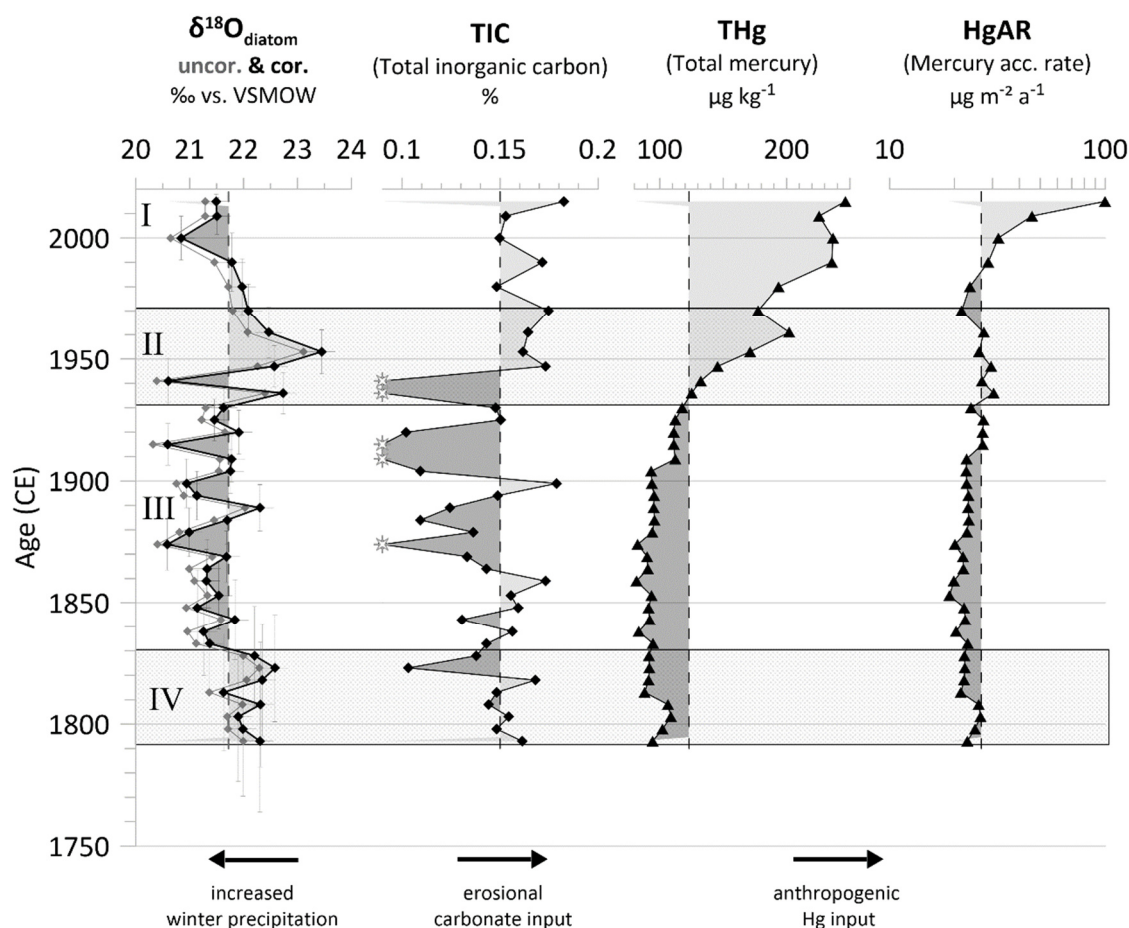 δ18Odiatom
uncor. & cor.
‰ vs. VSMOW
TIC
(Total inorganic carbon)
%
THg
(Total mercury)
µg kg-1
HgAR
(Mercury acc. rate)
µg m-2 a-1
20 21 22 23 24 0.1 0.15 0.2 100 200 10 100
I
2000
II
1950
1900
III
1850
IV
1800
1750
Age (CE)
increased
winter precipitation
erosional
carbonate input
anthropogenic
Hg input